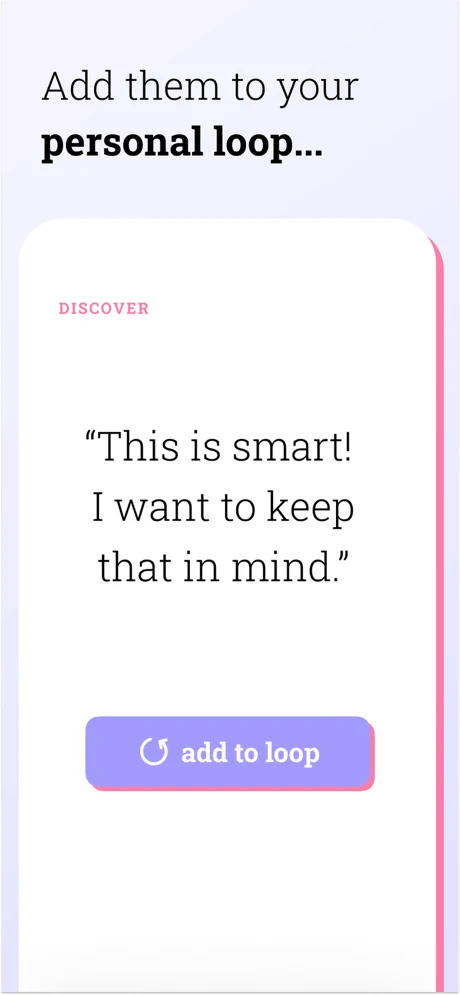 Add them to your
personal loop...
DISCOVER
“This is smart!
I want to keep
that in mind.”
add to loop